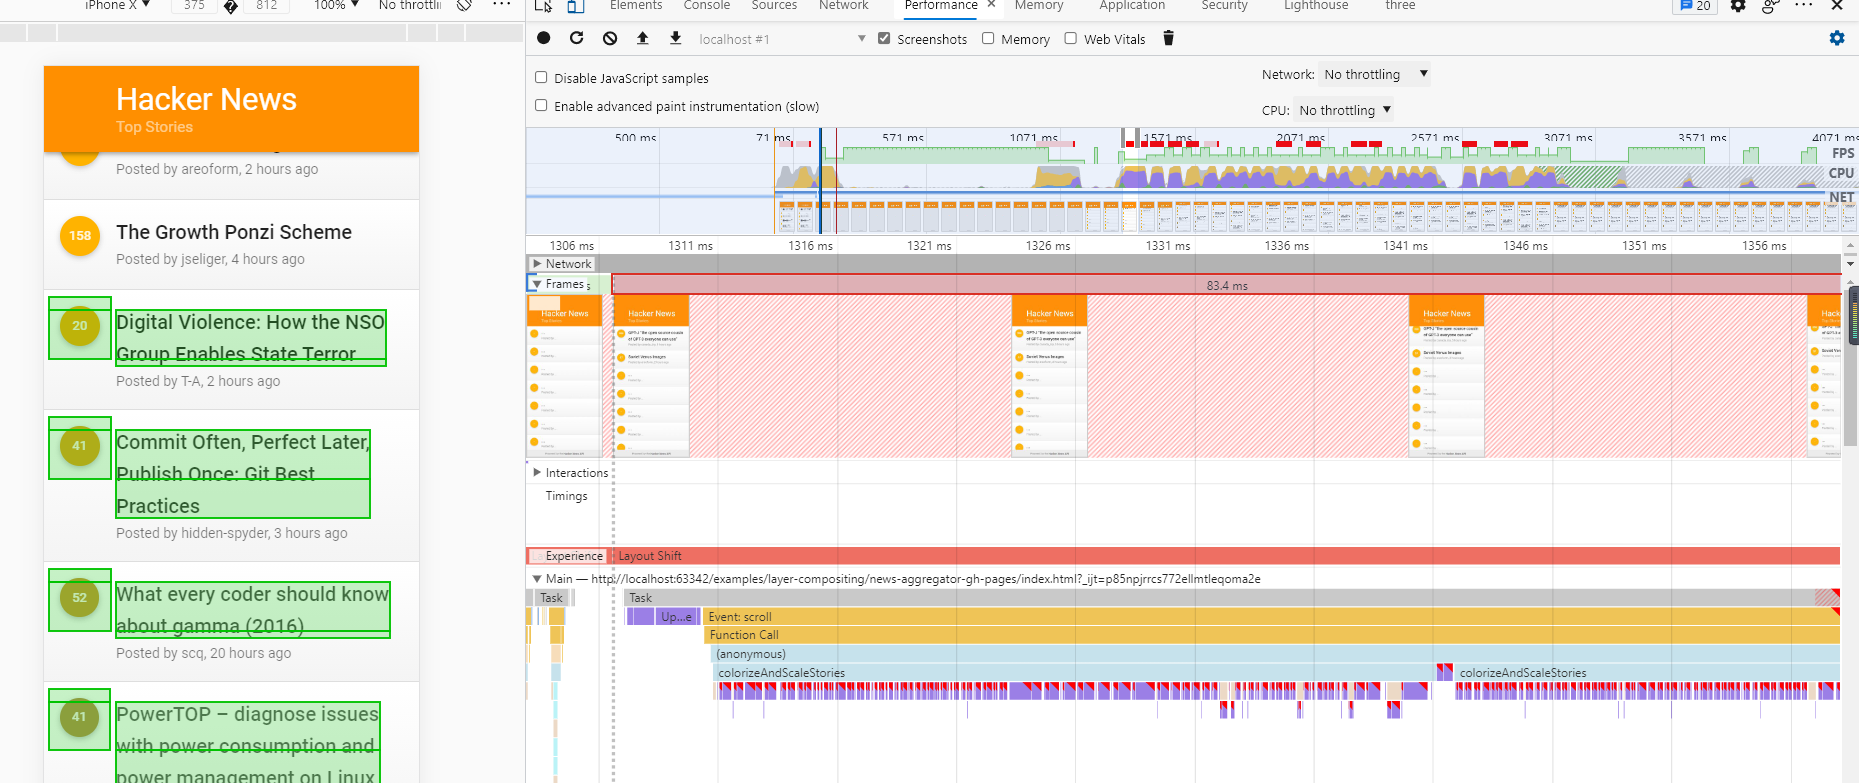 iPhone X ▼ 375 812 100% ▼ No throttli
Elements Console Sources Network Performance × Memory Application Security Lighthouse three 20
localhost #1 Screenshots Memory Web Vitals
Disable JavaScript samples
Enable advanced paint instrumentation (slow)
Network: No throttling ▼
CPU: No throttling ▼
Hacker News
Top Stories
Posted by areoform, 2 hours ago
158
The Growth Ponzi Scheme
Posted by jseliger, 4 hours ago
20
Digital Violence: How the NSO
Group Enables State Terror
Posted by T-A, 2 hours ago
41
Commit Often, Perfect Later,
Publish Once: Git Best
Practices
Posted by hidden-spyder, 3 hours ago
52
What every coder should know
about gamma (2016)
Posted by scq, 20 hours ago
41
PowerTOP – diagnose issues
with power consumption and
power management on Linux
500 ms 71 ms 571 ms 1071 ms 1571 ms 2071 ms 2571 ms 3071 ms 3571 ms 4071 ms
FPS
CPU
NET
1306 ms 1311 ms 1316 ms 1321 ms 1326 ms 1331 ms 1336 ms 1341 ms 1346 ms 1351 ms 1356 ms
Network
Frames s 83.4 ms
Hacker News Hacker News Hacker News Hacker News
Interactions
Timings
Experience Layout Shift
Main — http://localhost:63342/examples/layer-compositing/news-aggregator-gh-pages/index.html?_ijt=p85npjrrcs772ellmtleqoma2e
Task Task
Up...e Event: scroll
Function Call
(anonymous)
colorizeAndScaleStories colorizeAndScaleStories